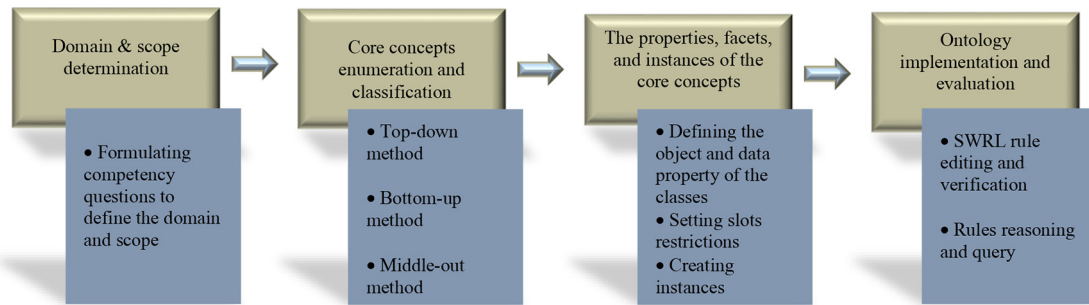 Domain & scope
determination
• Formulating
competency
questions to
define the domain
and scope
Core concepts
enumeration and
classification
• Top-down
method
• Bottom-up
method
• Middle-out
method
The properties, facets,
and instances of the
core concepts
• Defining the
object and data
property of the
classes
• Setting slots
restrictions
• Creating
instances
Ontology
implementation and
evaluation
• SWRL rule
editing and
verification
• Rules reasoning
and query